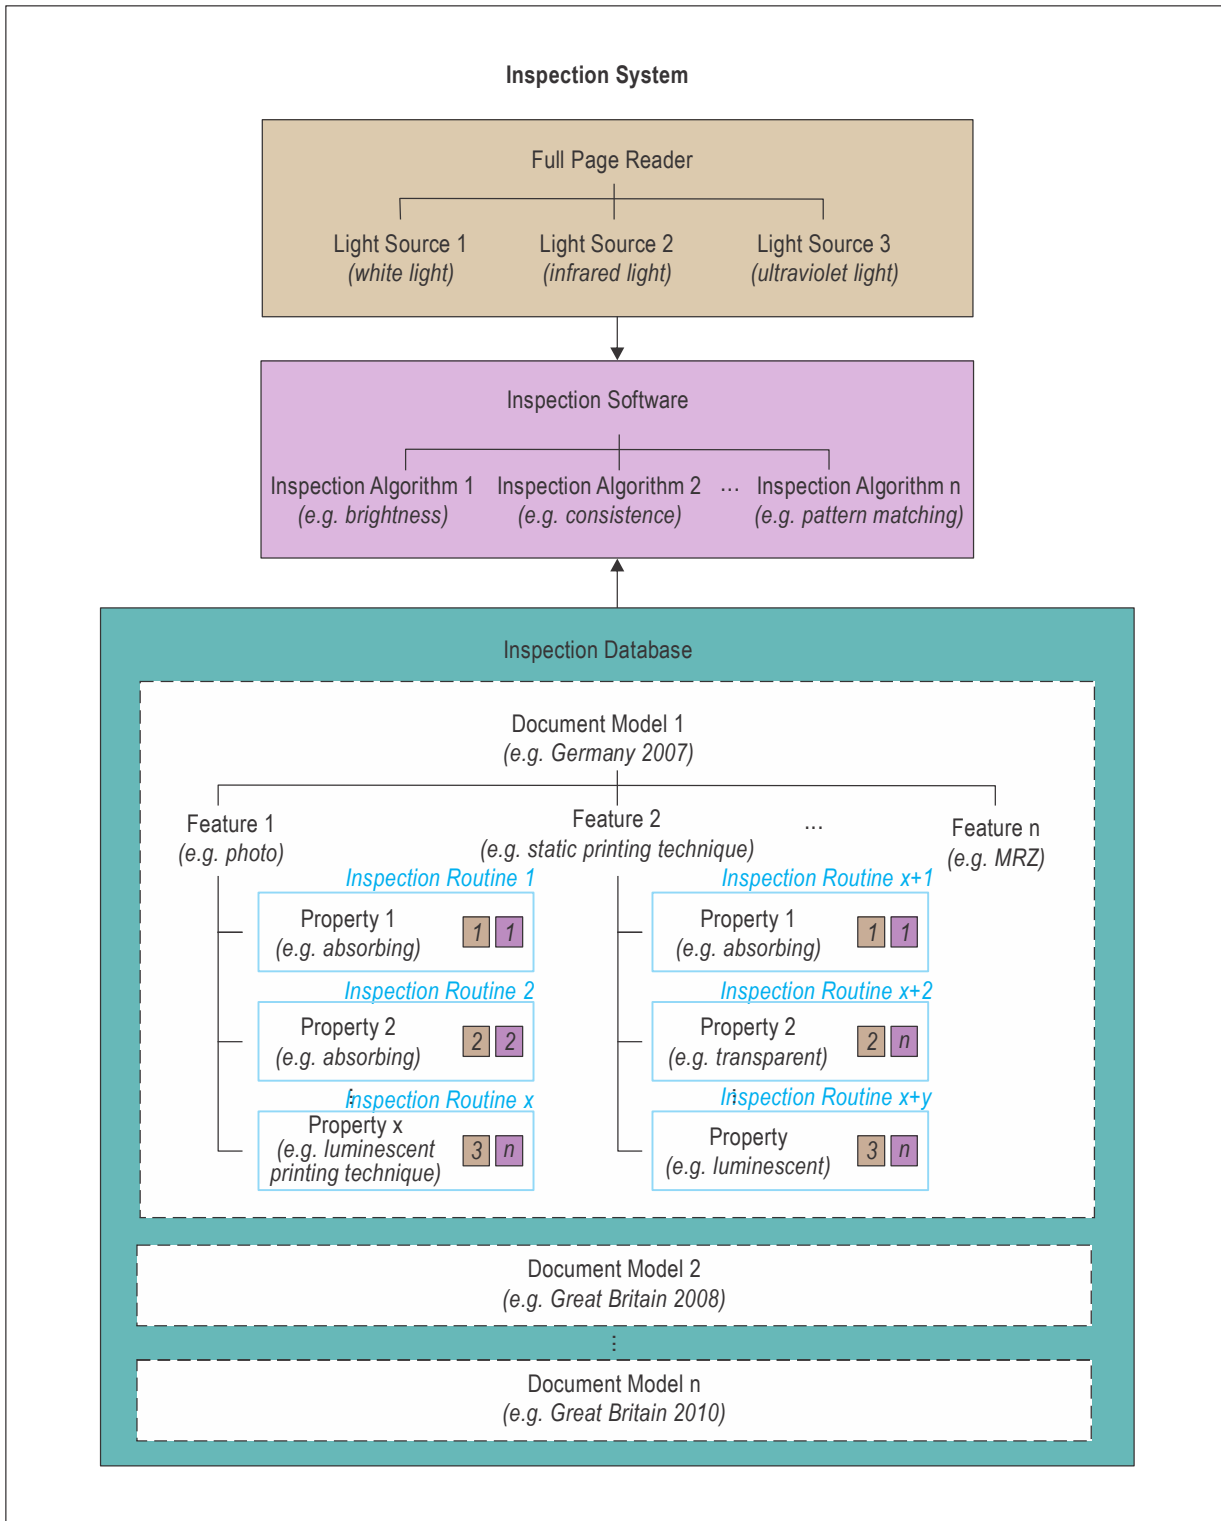 Inspection System
Full Page Reader
Light Source 1
(white light)
Light Source 2
(infrared light)
Light Source 3
(ultraviolet light)
Inspection Software
Inspection Algorithm 1
(e.g. brightness)
Inspection Algorithm 2
(e.g. consistence)
...
Inspection Algorithm n
(e.g. pattern matching)
Inspection Database
Document Model 1
(e.g. Germany 2007)
Feature 1
(e.g. photo)
Feature 2
(e.g. static printing technique)
...
Feature n
(e.g. MRZ)
Inspection Routine 1
Property 1
(e.g. absorbing)
1 1
Inspection Routine 2
Property 2
(e.g. absorbing)
2 2
⋮
Inspection Routine x
Property x
(e.g. luminescent
printing technique)
3 n
Inspection Routine x+1
Property 1
(e.g. absorbing)
1 1
Inspection Routine x+2
Property 2
(e.g. transparent)
2 n
⋮
Inspection Routine x+y
Property
(e.g. luminescent)
3 n
Document Model 2
(e.g. Great Britain 2008)
⋮
Document Model n
(e.g. Great Britain 2010)